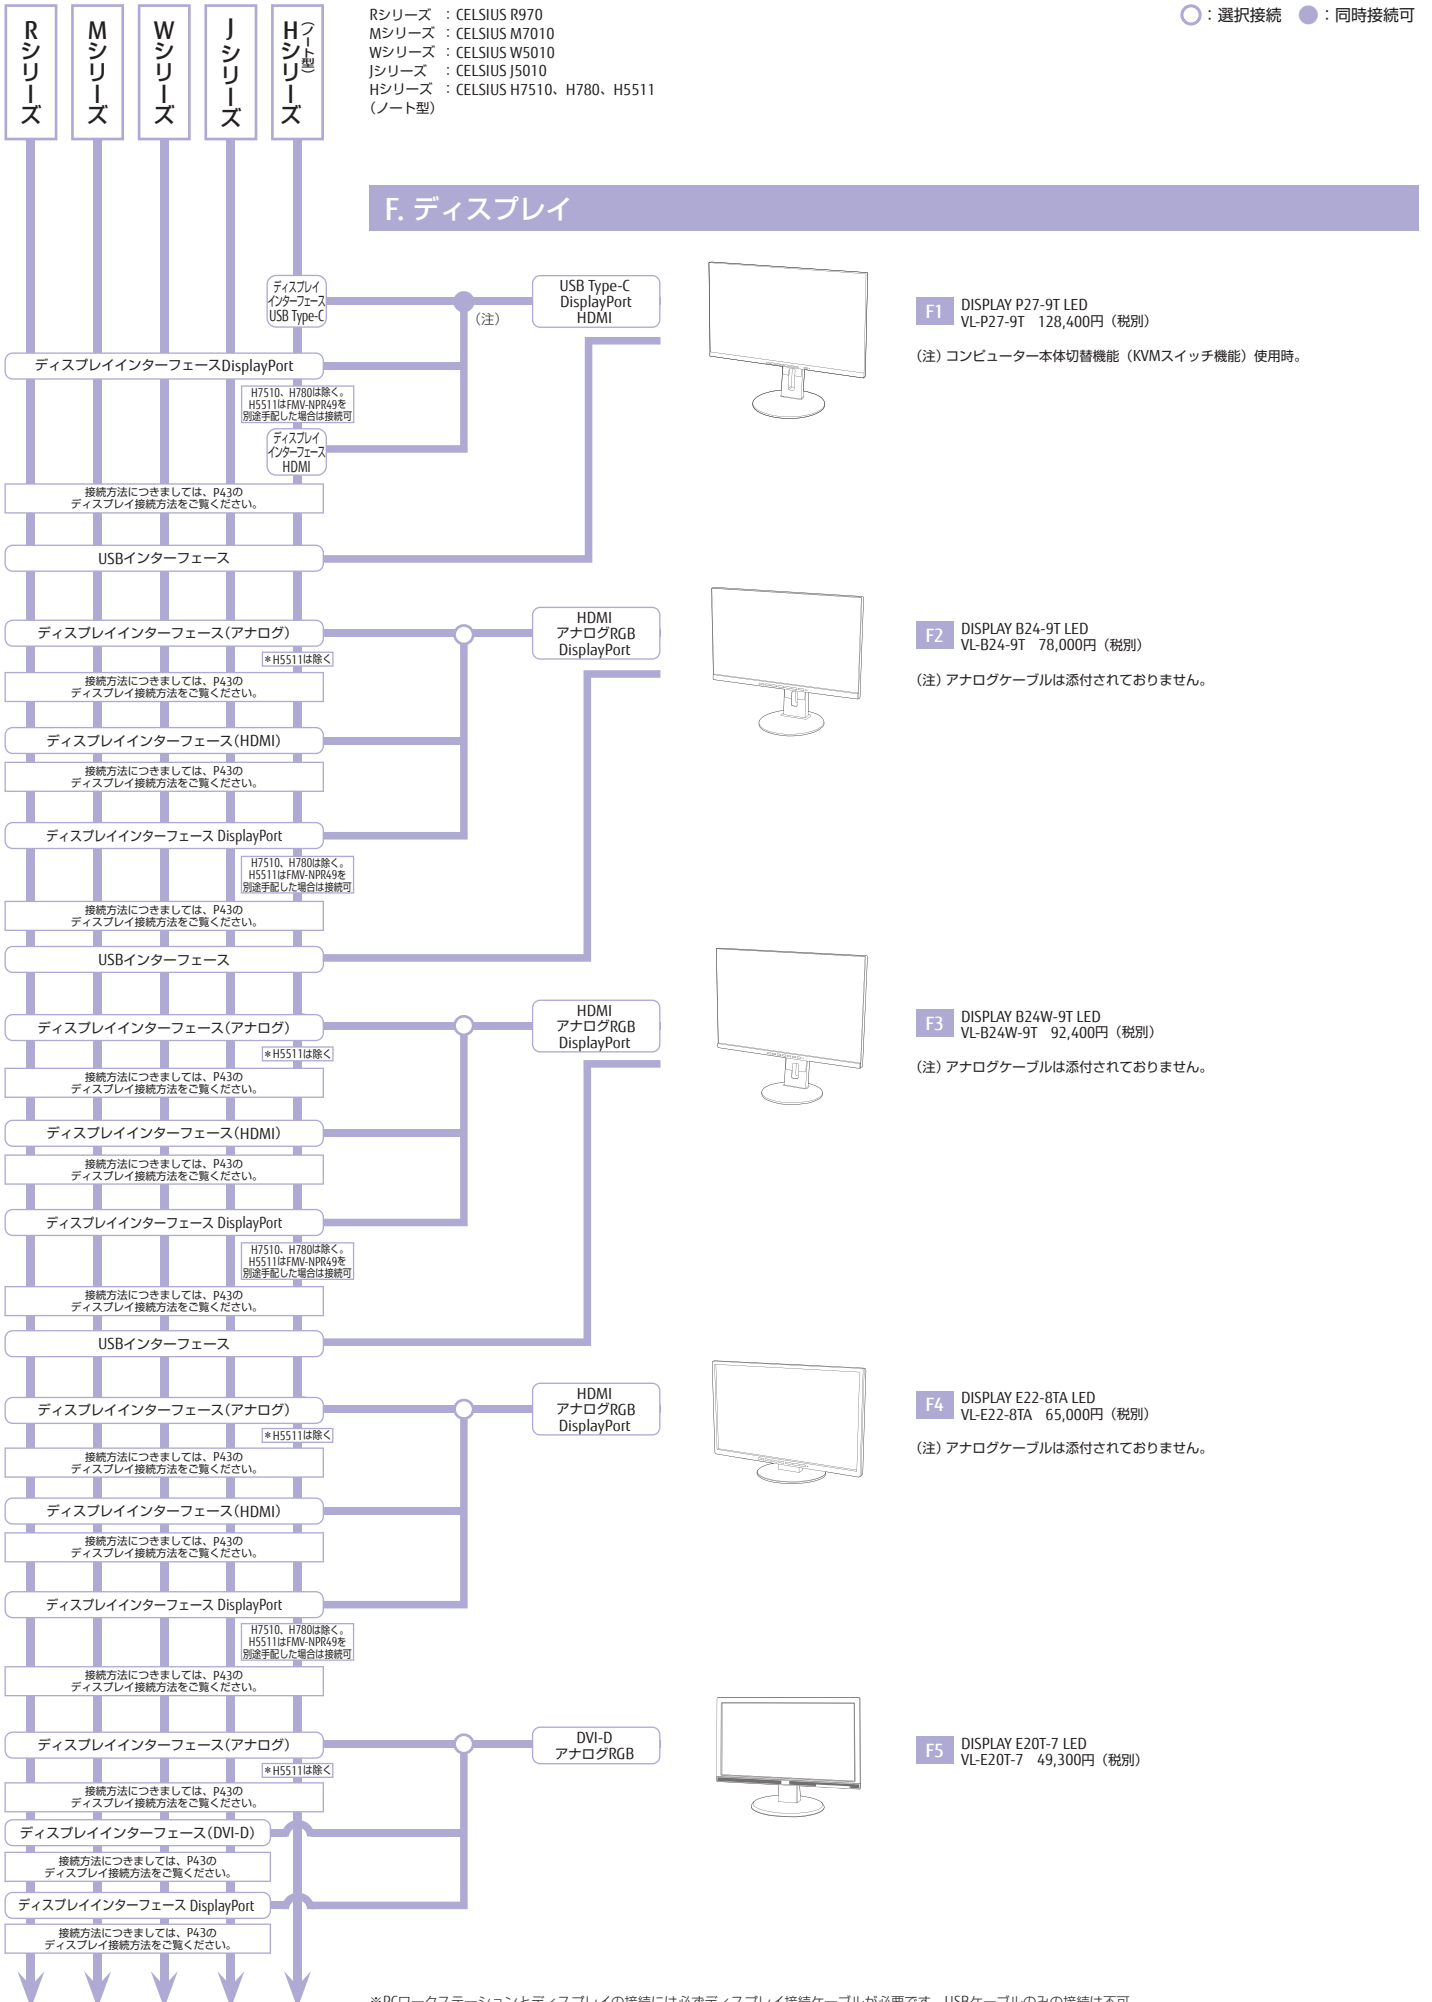 Rシリーズ
Mシリーズ
Wシリーズ
Jシリーズ
Hシリーズ(ノート型)
Rシリーズ ：CELSIUS R970
Mシリーズ ：CELSIUS M7010
Wシリーズ ：CELSIUS W5010
Jシリーズ ：CELSIUS J5010
Hシリーズ ：CELSIUS H7510、H780、H5511
(ノート型)
：選択接続 ：同時接続可
F. ディスプレイ
ディスプレイ
インターフェース
USB Type-C
(注)
USB Type-C
DisplayPort
HDMI
F1 DISPLAY P27-9T LED
VL-P27-9T 128,400円（税別）
(注) コンピューター本体切替機能（KVMスイッチ機能）使用時。
ディスプレイインターフェースDisplayPort
H7510、H780は除く。
H5511はFMV-NPR49を
別途手配した場合は接続可
ディスプレイ
インターフェース
HDMI
接続方法につきましては、P43の
ディスプレイ接続方法をご覧ください。
USBインターフェース
ディスプレイインターフェース(アナログ)
＊H5511は除く
接続方法につきましては、P43の
ディスプレイ接続方法をご覧ください。
HDMI
アナログRGB
DisplayPort
F2 DISPLAY B24-9T LED
VL-B24-9T 78,000円（税別）
(注) アナログケーブルは添付されておりません。
ディスプレイインターフェース(HDMI)
接続方法につきましては、P43の
ディスプレイ接続方法をご覧ください。
ディスプレイインターフェース DisplayPort
H7510、H780は除く。
H5511はFMV-NPR49を
別途手配した場合は接続可
接続方法につきましては、P43の
ディスプレイ接続方法をご覧ください。
USBインターフェース
ディスプレイインターフェース(アナログ)
＊H5511は除く
接続方法につきましては、P43の
ディスプレイ接続方法をご覧ください。
HDMI
アナログRGB
DisplayPort
F3 DISPLAY B24W-9T LED
VL-B24W-9T 92,400円（税別）
(注) アナログケーブルは添付されておりません。
ディスプレイインターフェース(HDMI)
接続方法につきましては、P43の
ディスプレイ接続方法をご覧ください。
ディスプレイインターフェース DisplayPort
H7510、H780は除く。
H5511はFMV-NPR49を
別途手配した場合は接続可
接続方法につきましては、P43の
ディスプレイ接続方法をご覧ください。
USBインターフェース
ディスプレイインターフェース(アナログ)
＊H5511は除く
接続方法につきましては、P43の
ディスプレイ接続方法をご覧ください。
HDMI
アナログRGB
DisplayPort
F4 DISPLAY E22-8TA LED
VL-E22-8TA 65,000円（税別）
(注) アナログケーブルは添付されておりません。
ディスプレイインターフェース(HDMI)
接続方法につきましては、P43の
ディスプレイ接続方法をご覧ください。
ディスプレイインターフェース DisplayPort
H7510、H780は除く。
H5511はFMV-NPR49を
別途手配した場合は接続可
接続方法につきましては、P43の
ディスプレイ接続方法をご覧ください。
ディスプレイインターフェース(アナログ)
＊H5511は除く
接続方法につきましては、P43の
ディスプレイ接続方法をご覧ください。
DVI-D
アナログRGB
F5 DISPLAY E20T-7 LED
VL-E20T-7 49,300円（税別）
ディスプレイインターフェース(DVI-D)
接続方法につきましては、P43の
ディスプレイ接続方法をご覧ください。
ディスプレイインターフェース DisplayPort
接続方法につきましては、P43の
ディスプレイ接続方法をご覧ください。
※PCワークステーションとディスプレイの接続には必ずディスプレイ接続ケーブルが必要です。USBケーブルのみの接続は不可